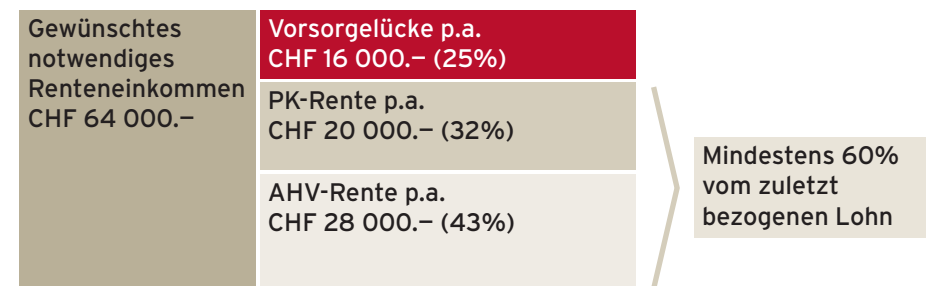 Gewünschtes
notwendiges
Renteneinkommen
CHF 64 000.–
Vorsorgelücke p.a.
CHF 16 000.– (25%)
PK-Rente p.a.
CHF 20 000.– (32%)
AHV-Rente p.a.
CHF 28 000.– (43%)
Mindestens 60%
vom zuletzt
bezogenen Lohn